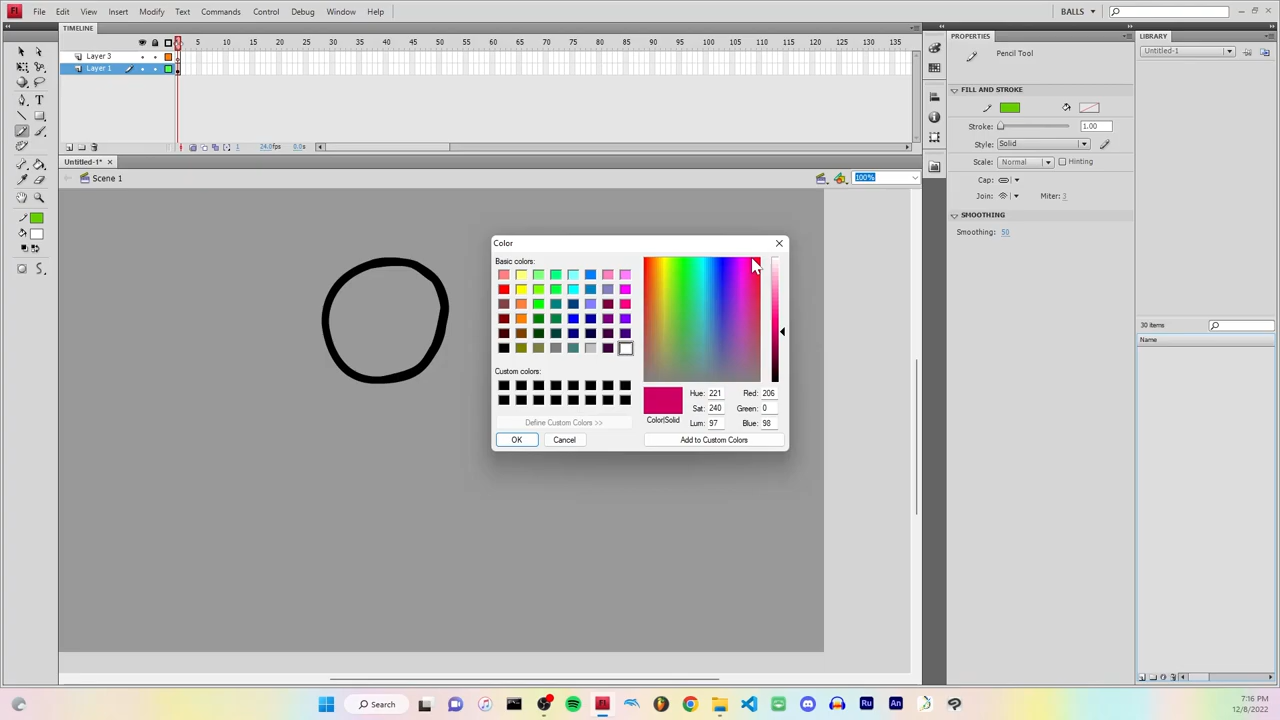 FL File Edit View Insert Modify Text Commands Control Debug Window Help BALLS
TIMELINE PROPERTIES LIBRARY
5 10 15 20 25 30 35 40 45 50 55 60 65 70 75 80 85 90 95 100 105 110 115 120 125 130 135
Untitled-1
Pencil Tool
Layer 3
Layer 1
FILL AND STROKE
Stroke: 1.00
Style: Solid
1 24.0fps 0.0s
Scale: Normal Hinting
Untitled-1*
Scene 1 100%
Cap:
Join: Miter: 3
SMOOTHING
Smoothing: 50
Color
Basic colors:
Custom colors:
Define Custom Colors >>
OK Cancel
Hue: 221 Red: 206
Sat: 240 Green: 0
Lum: 97 Blue: 98
Color|Solid
Add to Custom Colors
30 items
Name
Search
FL
Ru
An
7:16 PM
12/8/2022